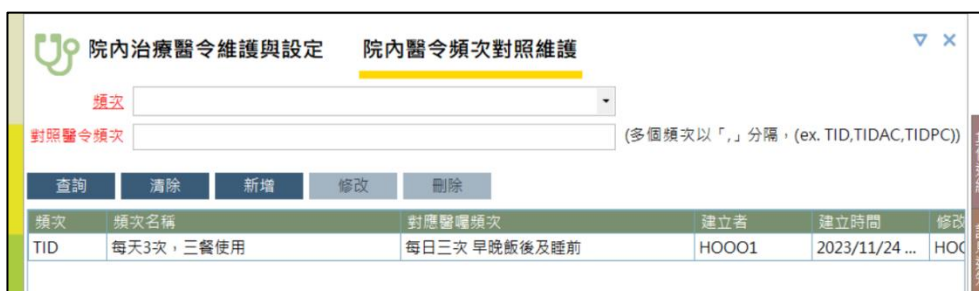 院內治療醫令維護與設定 院內醫令頻次對照維護
頻次
對照醫令頻次 (多個頻次以「,」分隔，(ex. TID,TIDAC,TIDPC))
查詢 清除 新增 修改 刪除
頻次 頻次名稱 對應醫囑頻次 建立者 建立時間 修改
TID 每天3次，三餐使用 每日三次 早晚飯後及睡前 HOOO1 2023/11/24 ... HOO